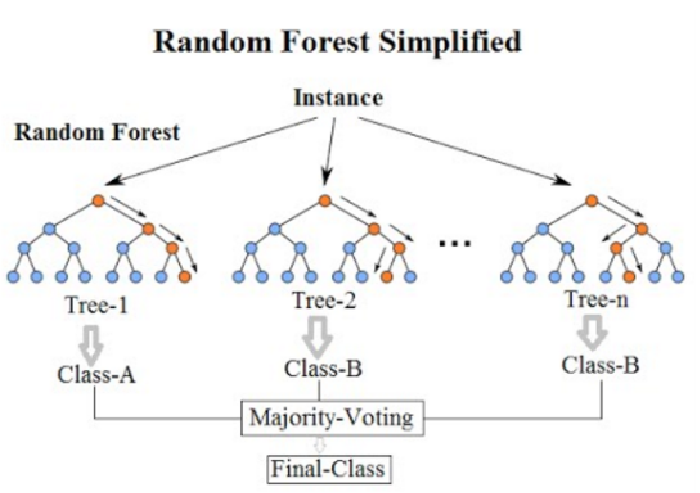 Random Forest Simplified
Instance
Random Forest
...
Tree-1
Tree-2
Tree-n
Class-A
Class-B
Class-B
Majority-Voting
Final-Class